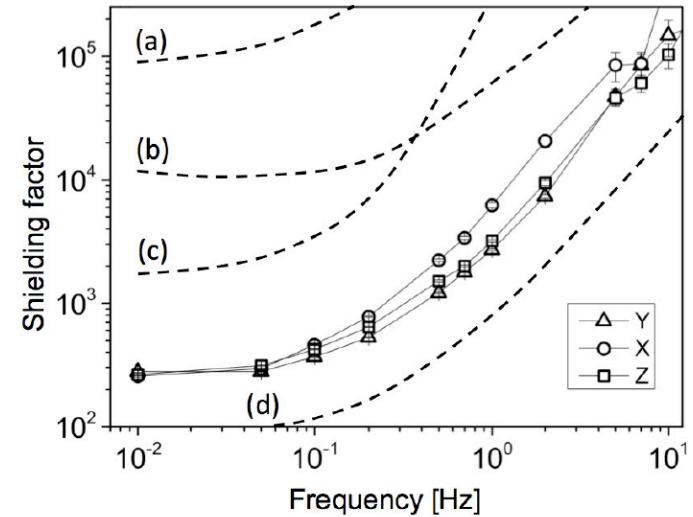 (a)
10^5
(b)
10^4
(c)
10^3
(d)
10^2
Shielding factor
Y
X
Z
10^-2
10^-1
10^0
10^1
Frequency [Hz]